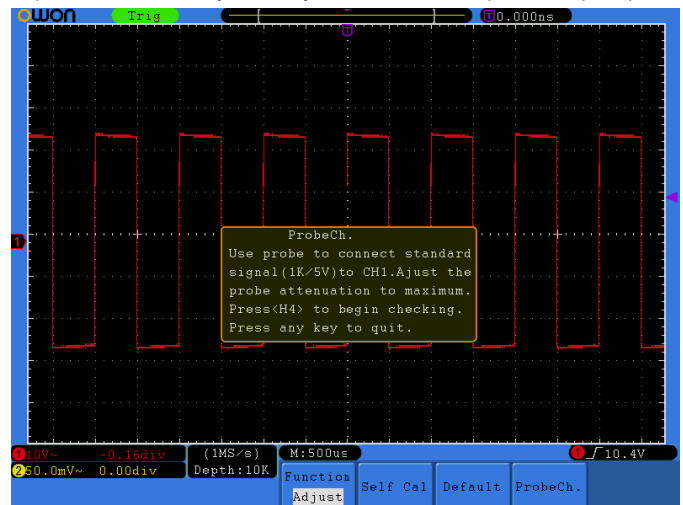 owon Trig T 0.000ns
T
1
ProbeCh.
Use probe to connect standard
signal(1K/5V)to CH1.Ajust the
probe attenuation to maximum.
Press<H4> to begin checking.
Press any key to quit.
1 10V~ -0.16div (1MS/s) M:500us 1 10.4V
2 50.0mV~ 0.00div Depth:10K
Function
Adjust
Self Cal
Default
ProbeCh.